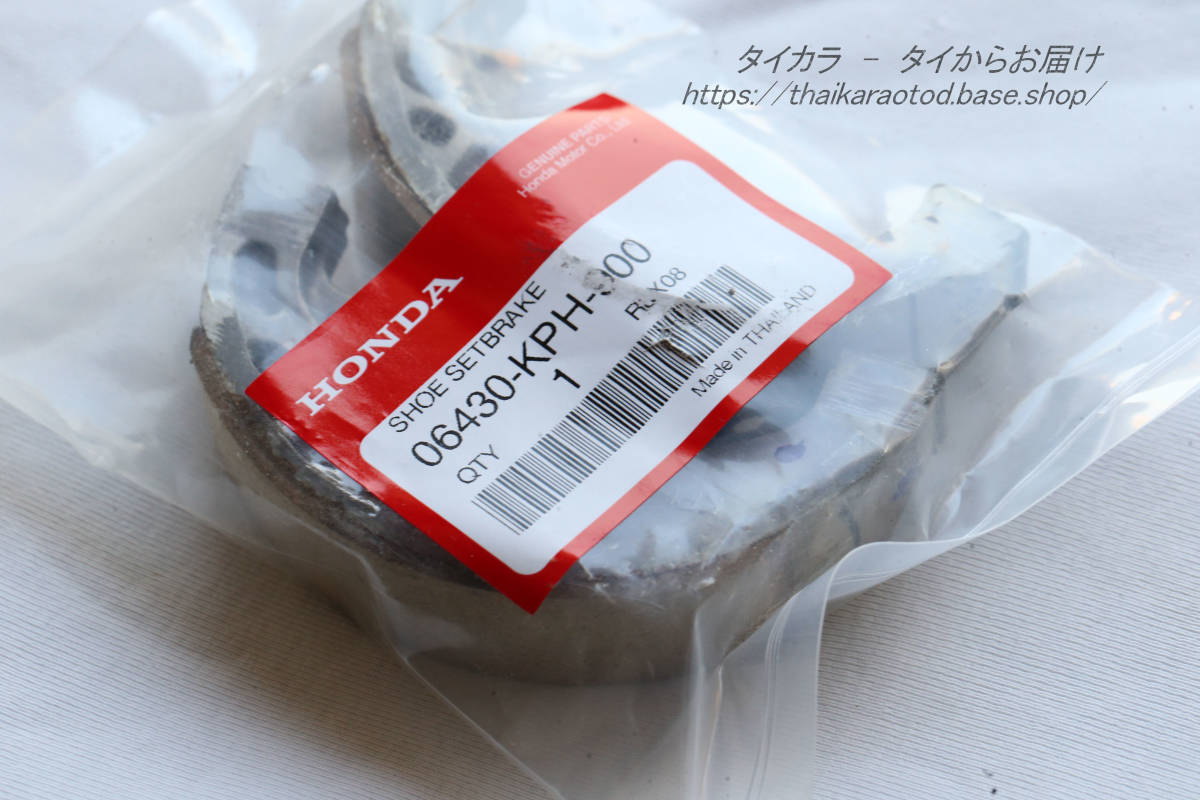 タイカラ － タイからお届け
https://thaikaraotod.base.shop/
GENUINE PARTS
Honda Motor Co., Ltd.
HONDA
SHOE SETBRAKE
06430-KPH-900
QTY 1
Made in THAILAND